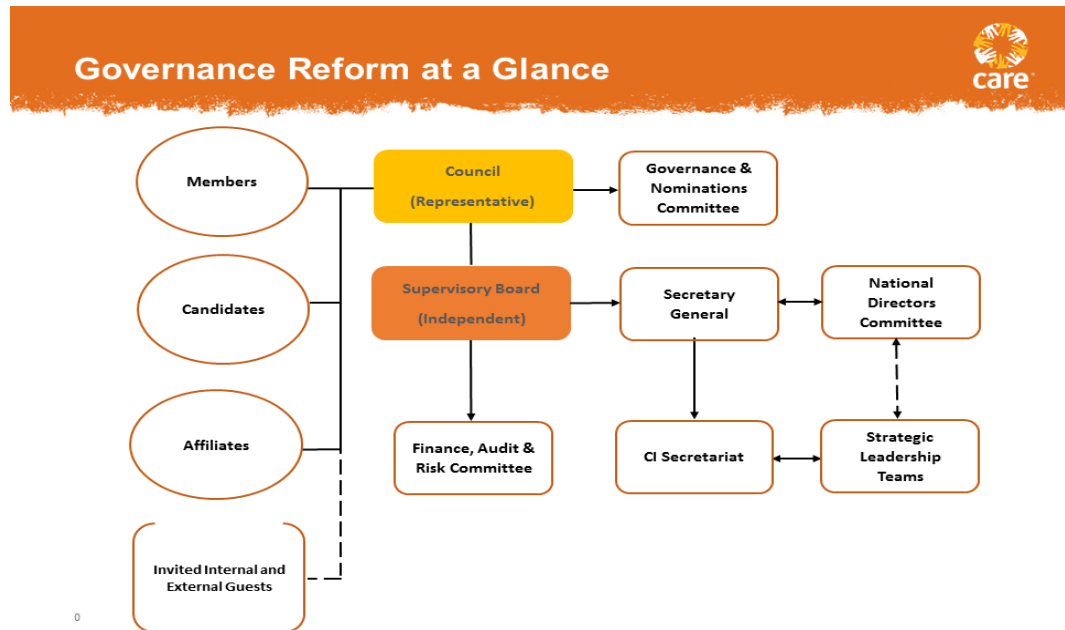 Governance Reform at a Glance
care
Members
Council
(Representative)
Governance &
Nominations
Committee
Candidates
Supervisory Board
(Independent)
Secretary
General
National
Directors
Committee
Affiliates
Finance, Audit &
Risk Committee
CI Secretariat
Strategic
Leadership
Teams
Invited Internal and
External Guests
0